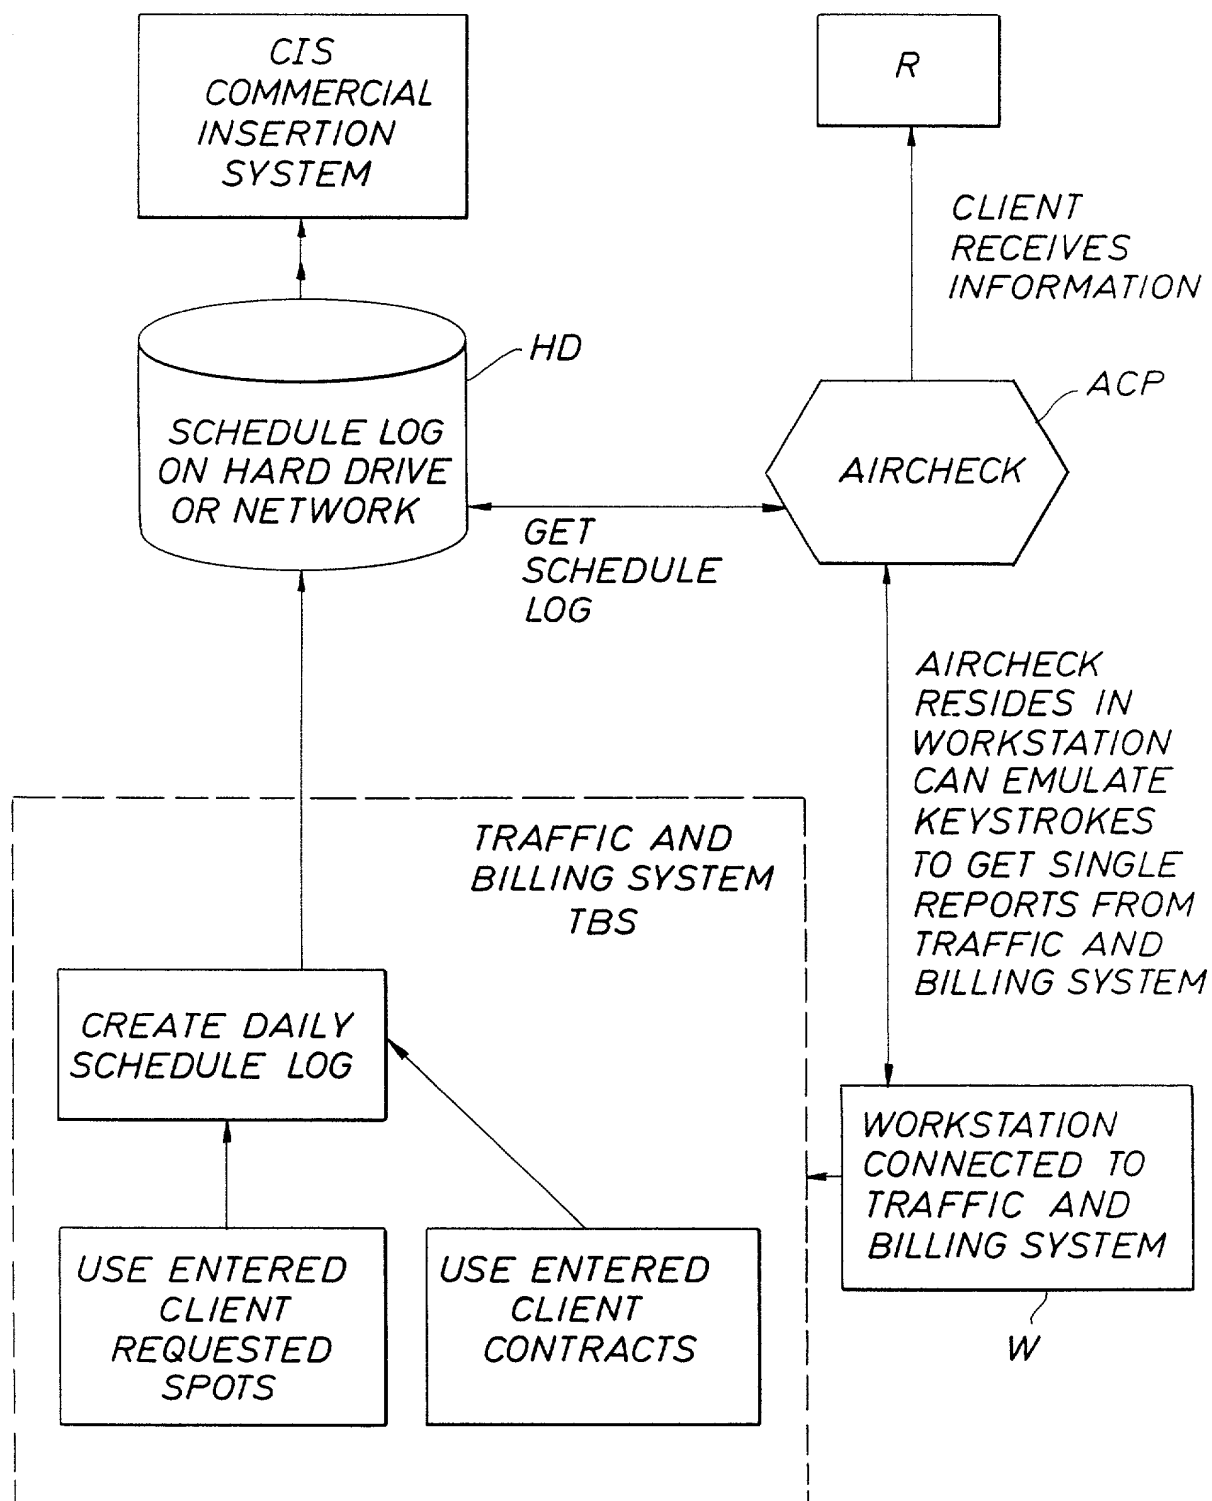 CIS
COMMERCIAL
INSERTION
SYSTEM
R
CLIENT
RECEIVES
INFORMATION
HD
ACP
SCHEDULE LOG
ON HARD DRIVE
OR NETWORK
AIRCHECK
GET
SCHEDULE
LOG
AIRCHECK
RESIDES IN
WORKSTATION
CAN EMULATE
KEYSTROKES
TO GET SINGLE
REPORTS FROM
TRAFFIC AND
BILLING SYSTEM
TRAFFIC AND
BILLING SYSTEM
TBS
CREATE DAILY
SCHEDULE LOG
WORKSTATION
CONNECTED TO
TRAFFIC AND
BILLING SYSTEM
W
USE ENTERED
CLIENT
REQUESTED
SPOTS
USE ENTERED
CLIENT
CONTRACTS